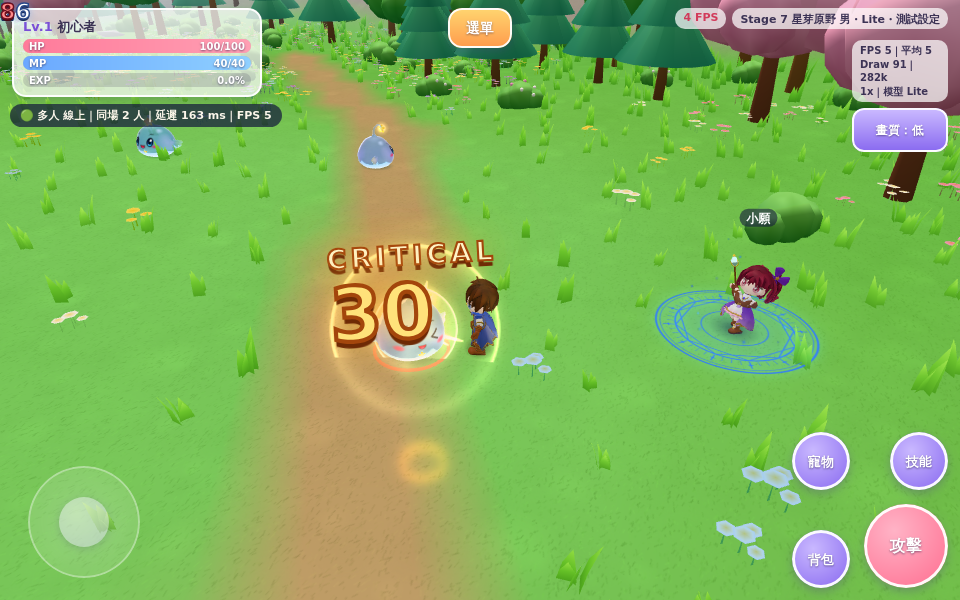 86
Lv.1 初心者
HP 100/100
MP 40/40
EXP 0.0%
🟢 多人 線上｜同場 2 人｜延遲 163 ms｜FPS 5
選單
4 FPS
Stage 7 星芽原野 男・Lite・測試設定
FPS 5｜平均 5
Draw 91｜
282k
1x｜模型 Lite
畫質：低
小願
CRITICAL
30
寵物
技能
背包
攻擊